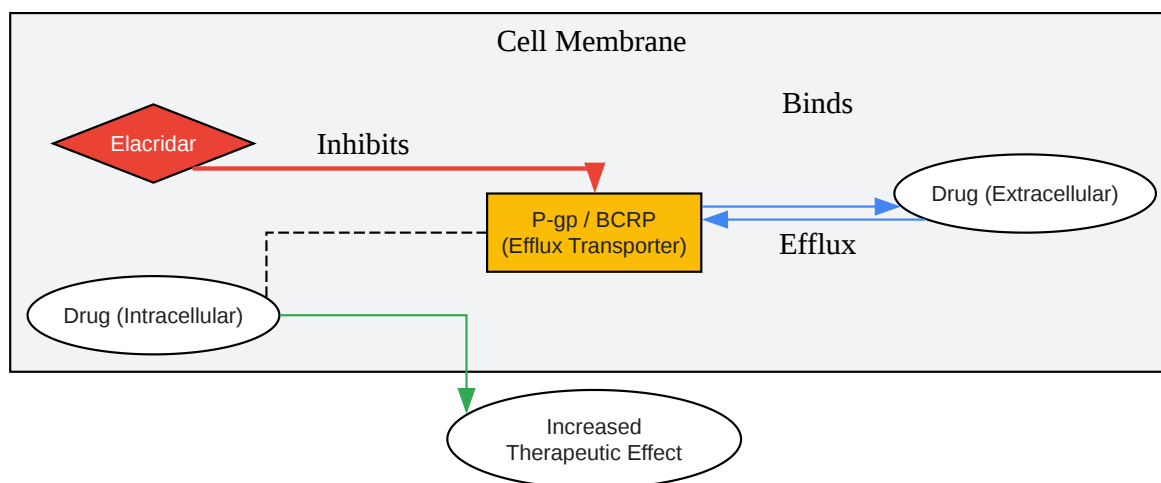 Cell Membrane
Binds
Elacridar
Inhibits
Drug (Extracellular)
P-gp / BCRP
(Efflux Transporter)
Efflux
Drug (Intracellular)
Increased
Therapeutic Effect